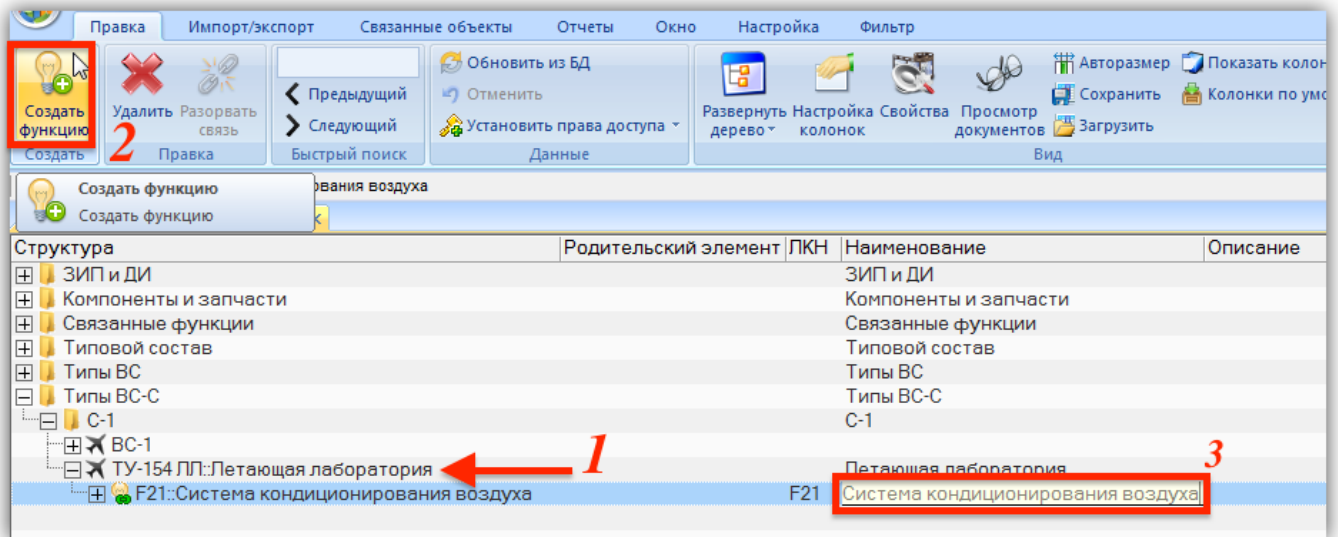 Правка Импорт/экспорт Связанные объекты Отчеты Окно Настройка Фильтр
Создать функцию
Удалить Разорвать связь
Предыдущий
Следующий
Обновить из БД
Отменить
Установить права доступа
Развернуть дерево
Настройка колонок
Свойства
Просмотр документов
Авторазмер
Сохранить
Загрузить
Показать колон
Колонки по умо
Создать Правка Быстрый поиск Данные Вид
2
Создать функцию
Создать функцию
ования воздуха
Структура Родительский элемент ЛКН Наименование Описание
ЗИП и ДИ ЗИП и ДИ
Компоненты и запчасти Компоненты и запчасти
Связанные функции Связанные функции
Типовой состав Типовой состав
Типы ВС Типы ВС
Типы ВС-С Типы ВС-С
С-1 С-1
ВС-1
ТУ-154 ЛЛ::Летающая лаборатория 1 Летающая лаборатория 3
F21::Система кондиционирования воздуха F21 Система кондиционирования воздуха